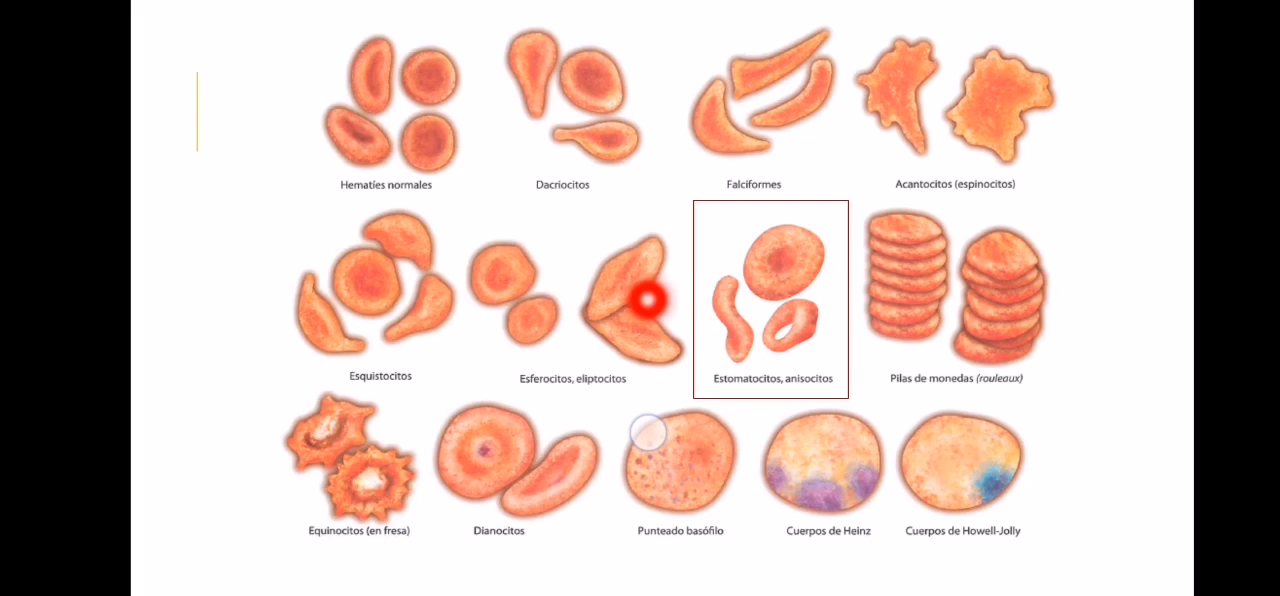 Hematíes normales
Dacriocitos
Falciformes
Acantocitos (espinocitos)
Esquistocitos
Esferocitos, eliptocitos
Estomatocitos, anisocitos
Pilas de monedas (rouleaux)
Equinocitos (en fresa)
Dianocitos
Punteado basófilo
Cuerpos de Heinz
Cuerpos de Howell-Jolly